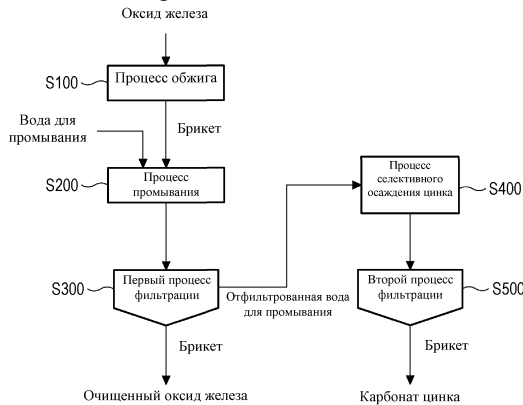 Оксид железа
S100
Процесс обжига
Вода для
промывания
Брикет
S200
Процесс
промывания
Процесс
селективного
осаждения цинка
S400
S300
Первый процесс
фильтрации
Отфильтрованная вода
для промывания
Второй процесс
фильтрации
S500
Брикет
Брикет
Очищенный оксид железа
Карбонат цинка